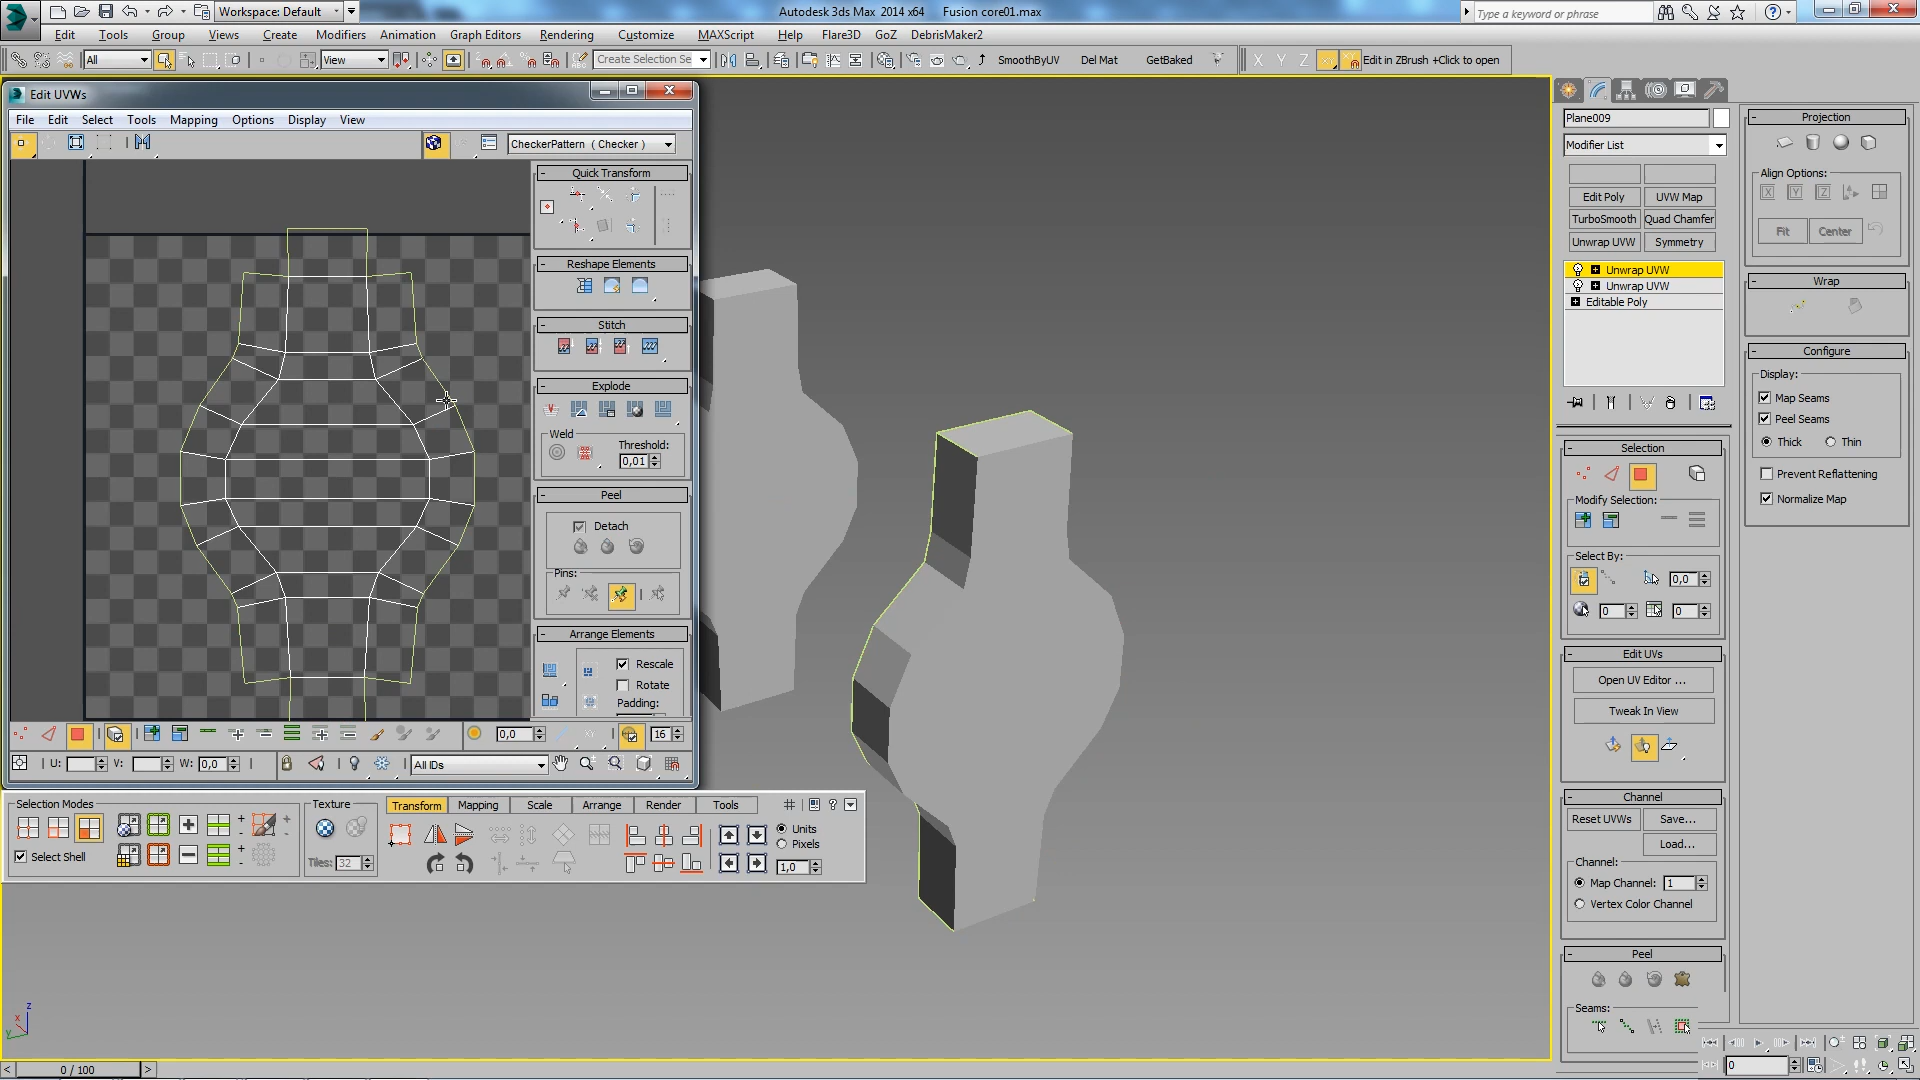 Workspace: Default
Autodesk 3ds Max 2014 x64 Fusion core01.max
Type a keyword or phrase
Edit Tools Group Views Create Modifiers Animation Graph Editors Rendering Customize MAXScript Help Flare3D GoZ DebrisMaker2
All
View
Create Selection Se
SmoothByUV Del Mat GetBaked
X Y Z
Edit in ZBrush +Click to open
Edit UVWs
File Edit Select Tools Mapping Options Display View
CheckerPattern ( Checker )
Quick Transform
Reshape Elements
Stitch
Explode
Weld
Threshold:
0,01
Peel
Detach
Pins:
Arrange Elements
Rescale
Rotate
Padding:
0,0
16
U: V: W: 0,0
All IDs
Selection Modes
Select Shell
Texture
Tiles: 32
Transform Mapping Scale Arrange Render Tools
Units
Pixels
1,0
z
x
y
0 / 100
Plane009
Modifier List
Edit Poly UVW Map
TurboSmooth Quad Chamfer
Unwrap UVW Symmetry
Unwrap UVW
Unwrap UVW
Editable Poly
Selection
Modify Selection:
Select By:
0,0
0 0
Edit UVs
Open UV Editor ...
Tweak In View
Channel
Reset UVWs Save...
Load...
Channel:
Map Channel: 1
Vertex Color Channel
Peel
Seams:
Projection
Align Options:
X Y Z
Fit Center
Wrap
Configure
Display:
Map Seams
Peel Seams
Thick Thin
Prevent Reflattening
Normalize Map
0